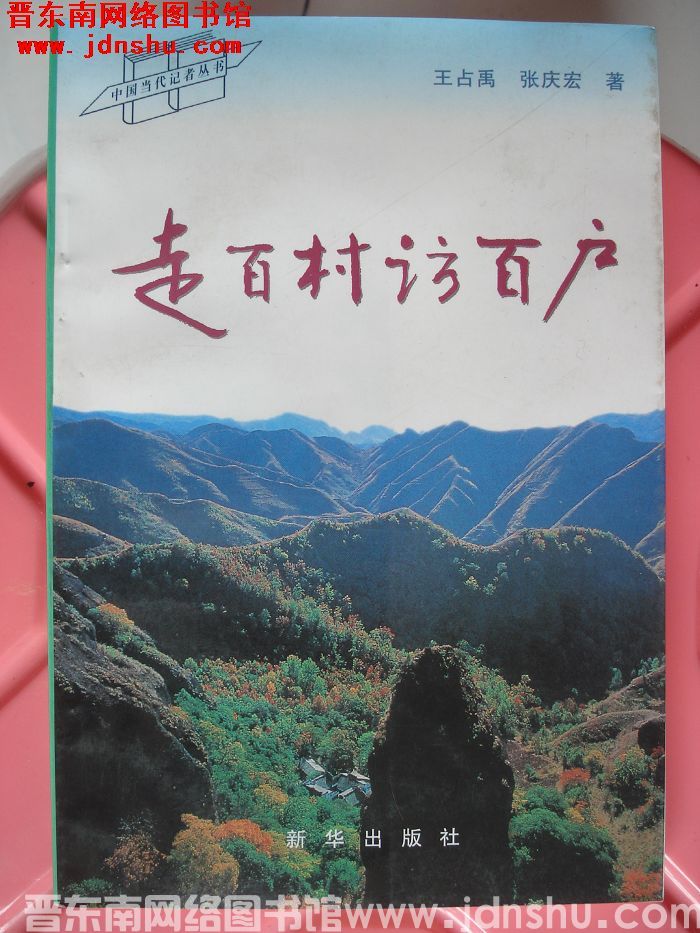 晋东南网络图书馆
www.jdnshu.com
中国当代记者丛书
王占禹 张庆宏 著
走百村访百户
新华出版社
晋东南网络图书馆www.jdnshu.com